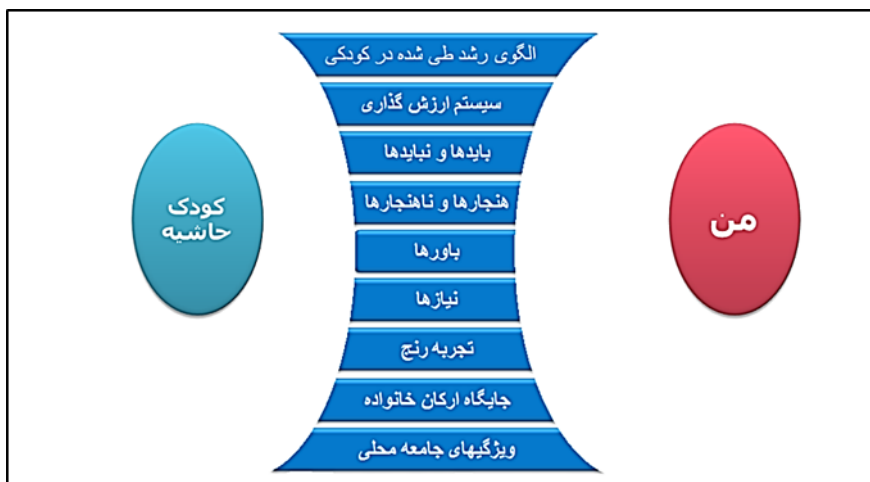 الگوی رشد طی شده در کودکی
سیستم ارزش گذاری
بایدها و نبایدها
هنجارها و ناهنجارها
باورها
نیازها
تجربه رنج
جایگاه ارکان خانواده
ویژگیهای جامعه محلی
من
کودک
حاشیه